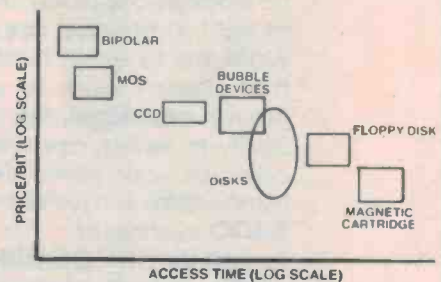 BIPOLAR
MOS
CCD
BUBBLE
DEVICES
DISKS
FLOPPY DISK
MAGNETIC
CARTRIDGE
PRICE/BIT (LOG SCALE)
ACCESS TIME (LOG SCALE)